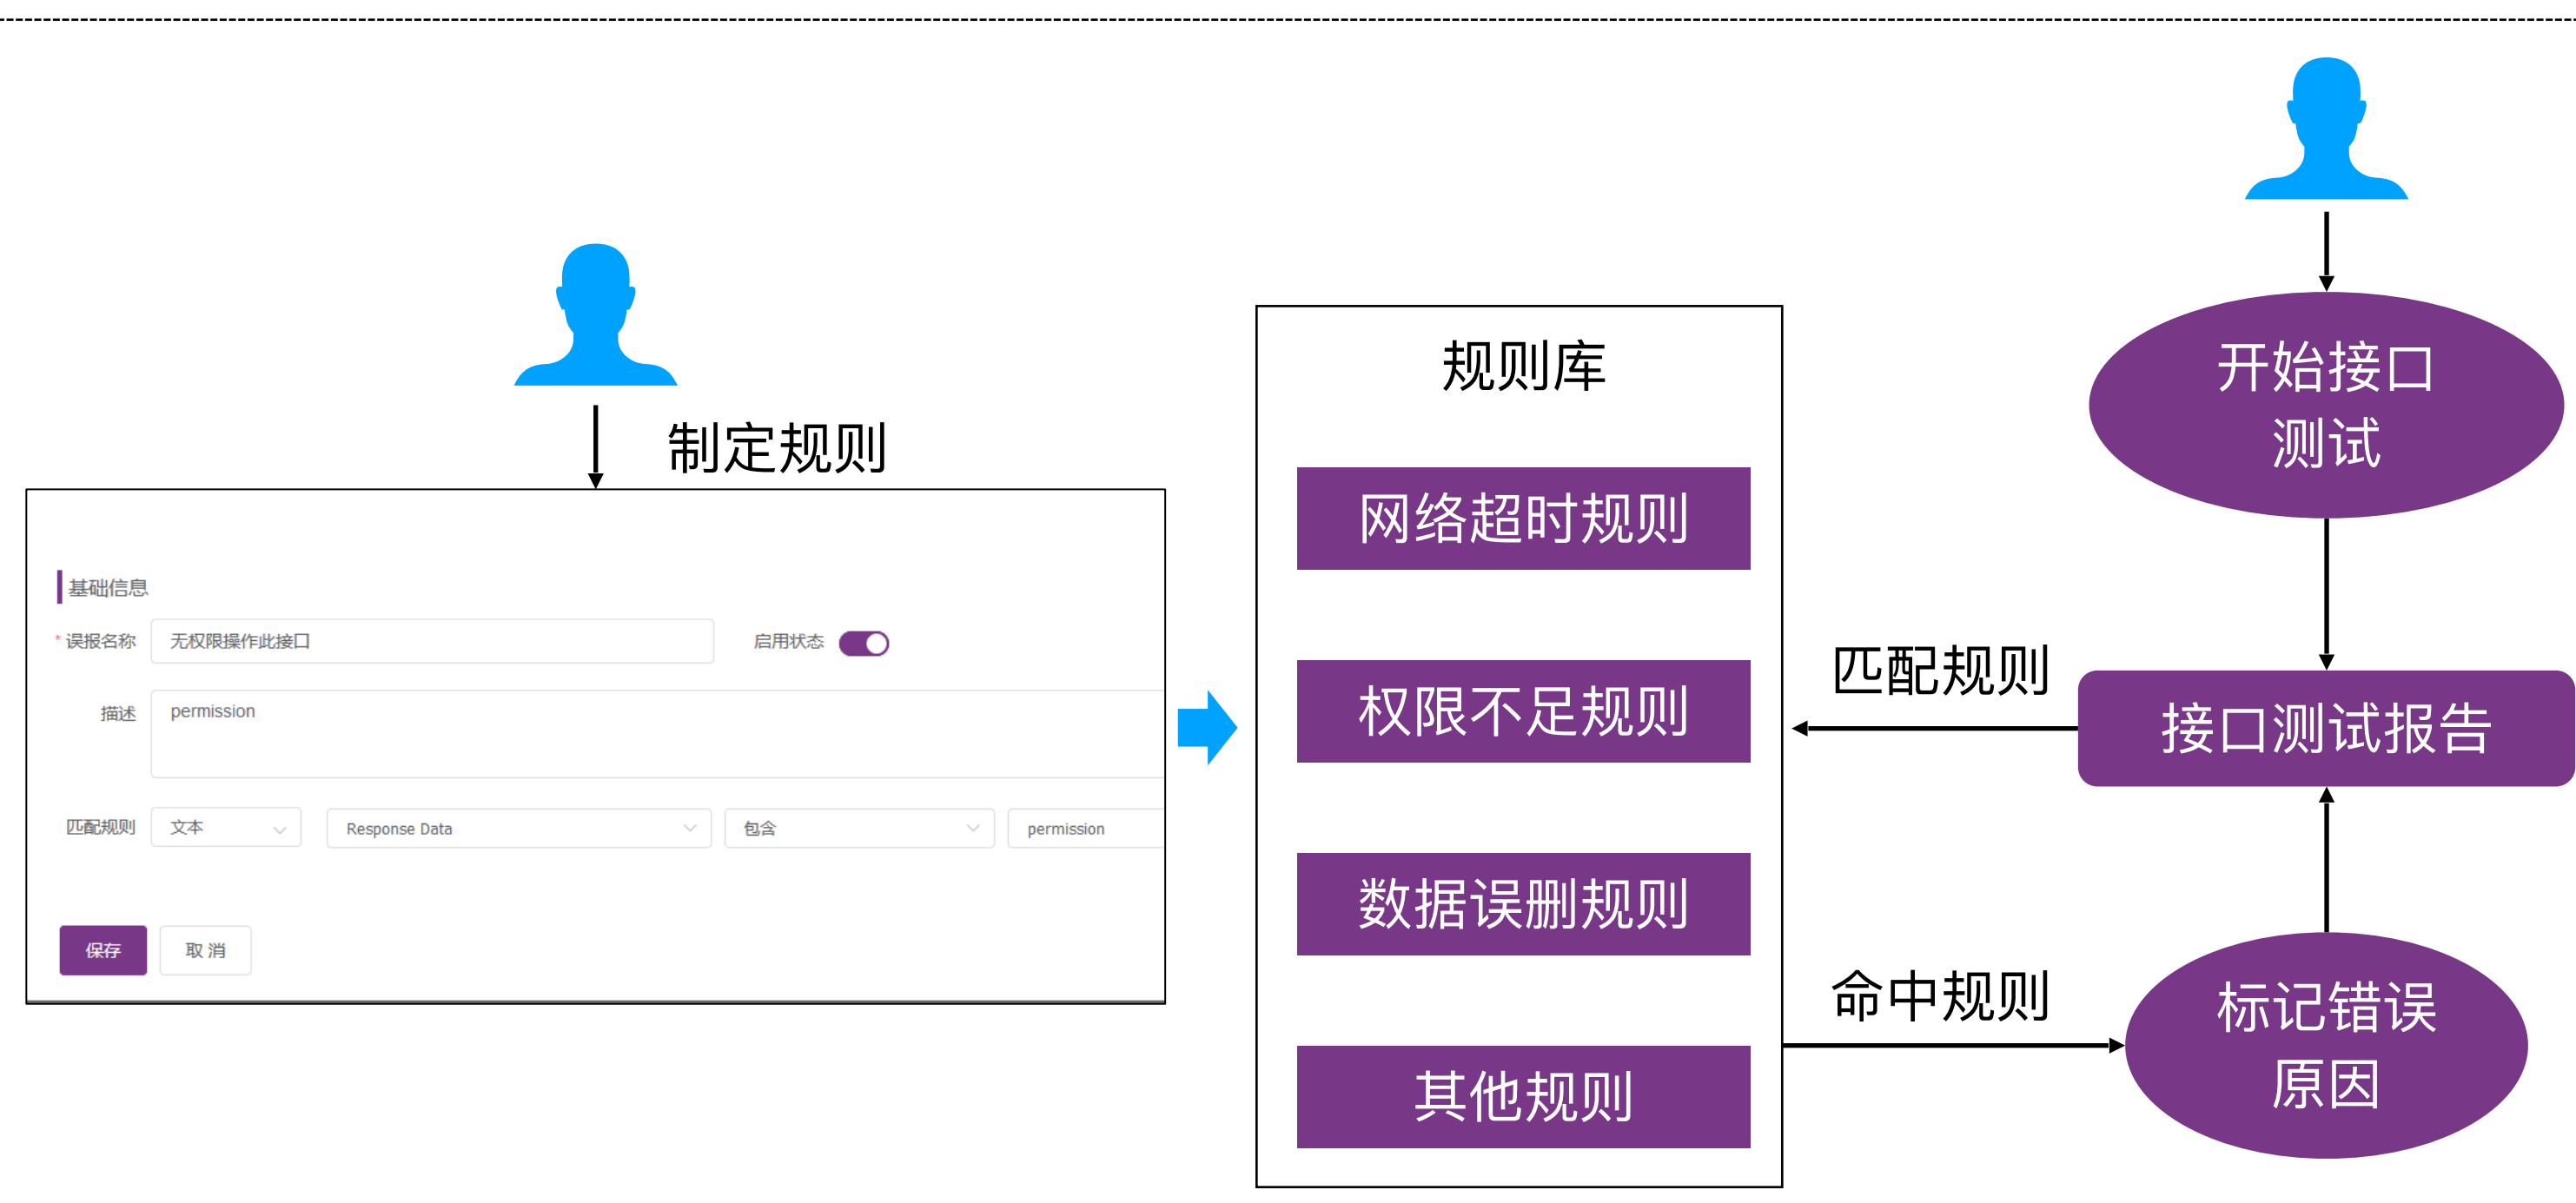 制定规则
基础信息
* 误报名称
无权限操作此接口
启用状态
描述
permission
匹配规则
文本
Response Data
包含
permission
保存
取 消
规则库
网络超时规则
权限不足规则
数据误删规则
其他规则
匹配规则
命中规则
开始接口
测试
接口测试报告
标记错误
原因